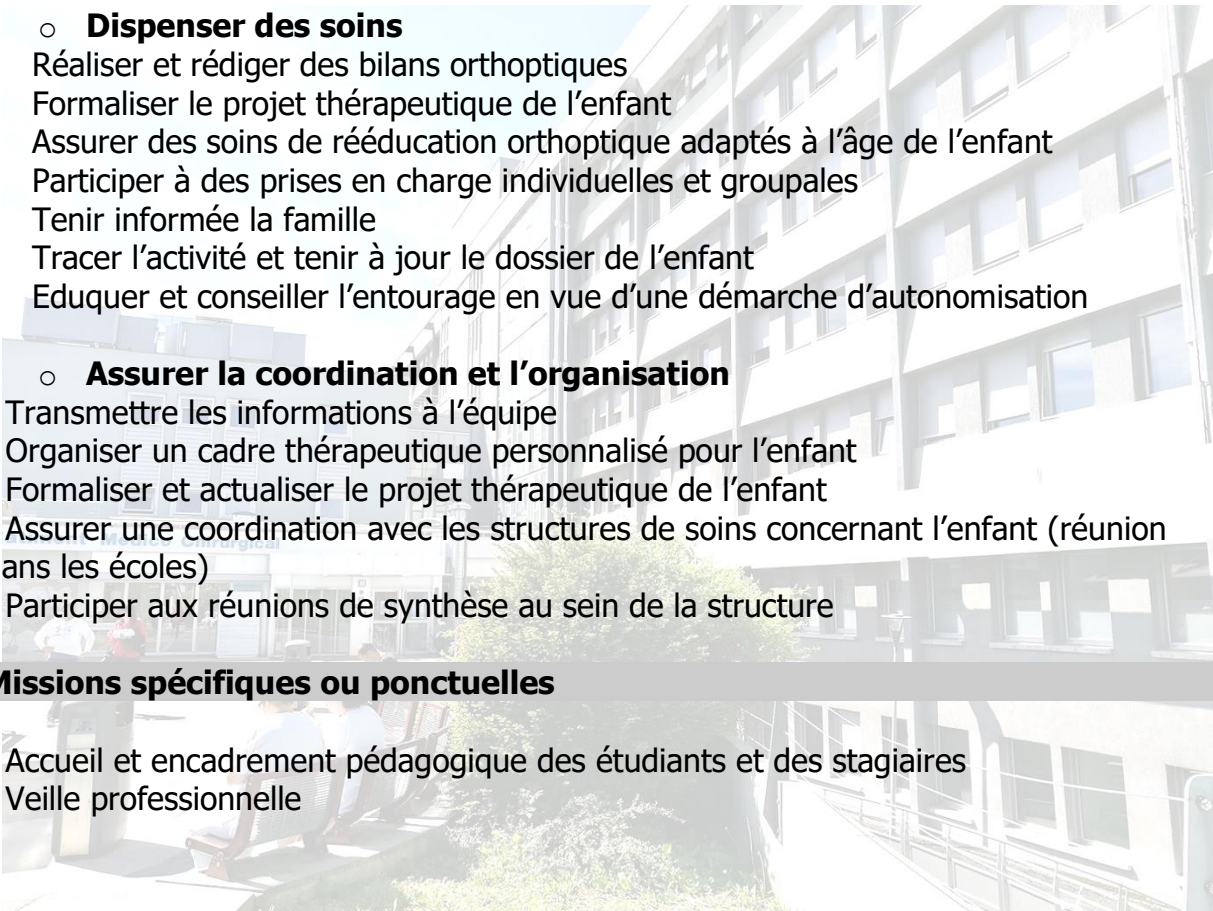 o Dispenser des soins
Réaliser et rédiger des bilans orthoptiques
Formaliser le projet thérapeutique de l’enfant
Assurer des soins de rééducation orthoptique adaptés à l’âge de l’enfant
Participer à des prises en charge individuelles et groupales
Tenir informée la famille
Tracer l’activité et tenir à jour le dossier de l’enfant
Eduquer et conseiller l’entourage en vue d’une démarche d’autonomisation
o Assurer la coordination et l’organisation
Transmettre les informations à l’équipe
Organiser un cadre thérapeutique personnalisé pour l’enfant
Formaliser et actualiser le projet thérapeutique de l’enfant
Assurer une coordination avec les structures de soins concernant l’enfant (réunion
ans les écoles)
Participer aux réunions de synthèse au sein de la structure
Missions spécifiques ou ponctuelles
Accueil et encadrement pédagogique des étudiants et des stagiaires
Veille professionnelle